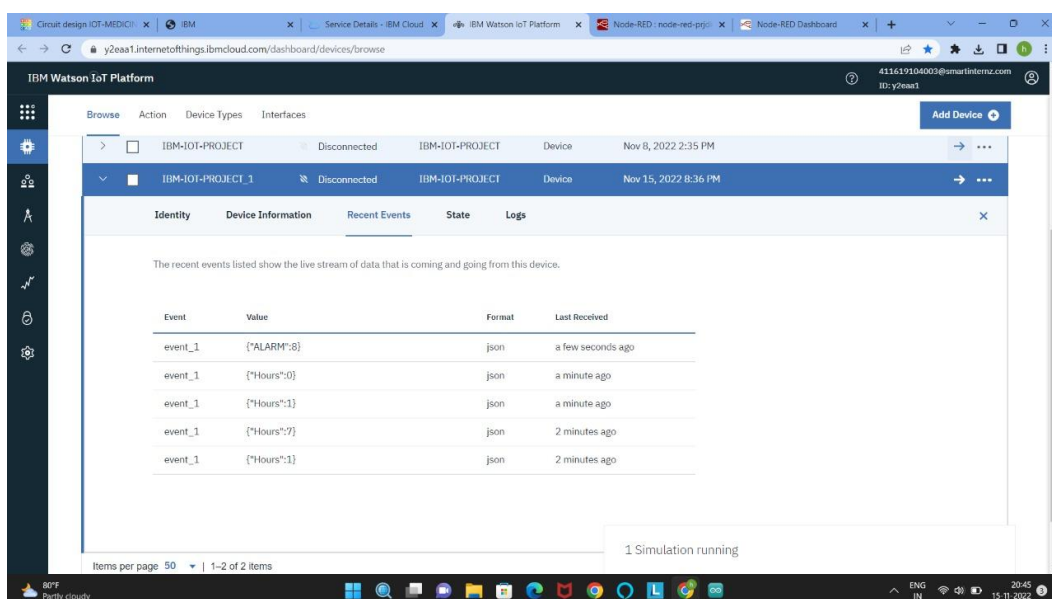 Circuit design IOT-MEDICIN
IBM
Service Details - IBM Cloud
IBM Watson IoT Platform
Node-RED : node-red-prjd
Node-RED Dashboard
y2eaa1.internetofthings.ibmcloud.com/dashboard/devices/browse
IBM Watson IoT Platform
411619104003@smartinternz.com
ID: y2eaa1
Browse Action Device Types Interfaces
Add Device
IBM-IOT-PROJECT Disconnected IBM-IOT-PROJECT Device Nov 8, 2022 2:35 PM
IBM-IOT-PROJECT_1 Disconnected IBM-IOT-PROJECT Device Nov 15, 2022 8:36 PM
Identity Device Information Recent Events State Logs
The recent events listed show the live stream of data that is coming and going from this device.
Event Value Format Last Received
event_1 {"ALARM":8} json a few seconds ago
event_1 {"Hours":0} json a minute ago
event_1 {"Hours":1} json a minute ago
event_1 {"Hours":7} json 2 minutes ago
event_1 {"Hours":1} json 2 minutes ago
1 Simulation running
Items per page 50 | 1–2 of 2 items
80°F
Partly cloudy
ENG
IN
20:45
15-11-2022